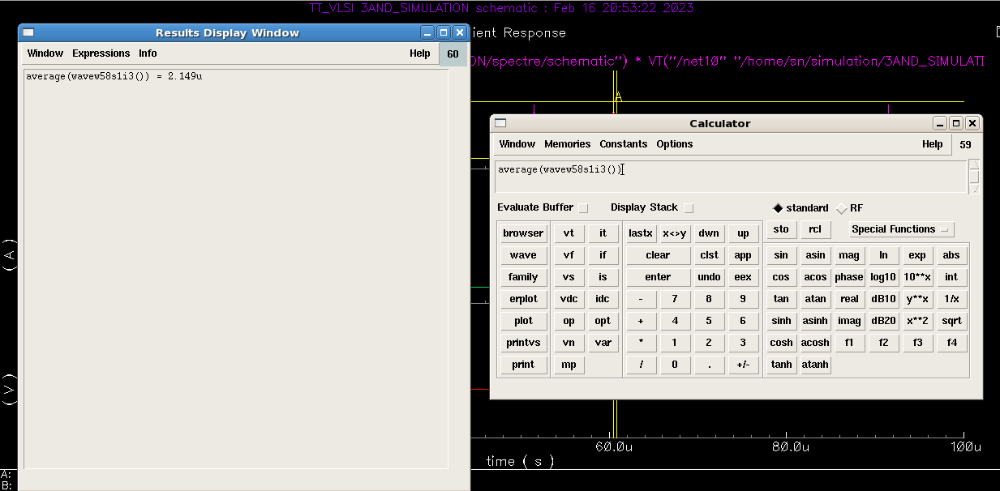 TT_VLSI 3AND_SIMULATION schematic : Feb 16 20:53:22 2023
Results Display Window
Window Expressions Info Help 60
average(wavew58s1i3()) = 2.149u
ient Response
ON/spectre/schematic") * VT("/net10" "/home/sn/simulation/3AND_SIMULATI
A
Calculator
Window Memories Constants Options Help 59
average(wavew58s1i3())
Evaluate Buffer Display Stack standard RF
browser vt it lastx x<>y dwn up sto rcl Special Functions
wave vf if clear clst app sin asin mag ln exp abs
family vs is enter undo eex cos acos phase log10 10**x int
erplot vdc idc - 7 8 9 tan atan real dB10 y**x 1/x
plot op opt + 4 5 6 sinh asinh imag dB20 x**2 sqrt
printvs vn var * 1 2 3 cosh acosh f1 f2 f3 f4
print mp / 0 . +/- tanh atanh
(A)
(V)
60.0u 80.0u 100u
time ( s )
A:
B: